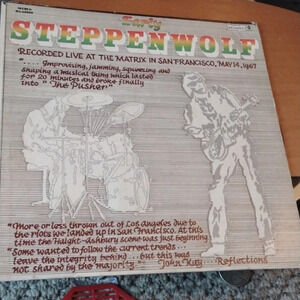 Early
STEPPENWOLF
RECORDED LIVE AT THE MATRIX IN SAN FRANCISCO, MAY 14, 1967
".... Improvising, jamming, squeezing and
shaving a musical thing which lasted
for 20 minutes and broke finally
into "The Pusher"
"More or less thrown out of Los Angeles due to
the riots we landed up in San Francisco. At this
time the Haight-Ashbury scene was just beginning
"Some wanted to follow the current trends...
leave the integrity behind... but this was
not shared by the majority." John Kay... Reflections